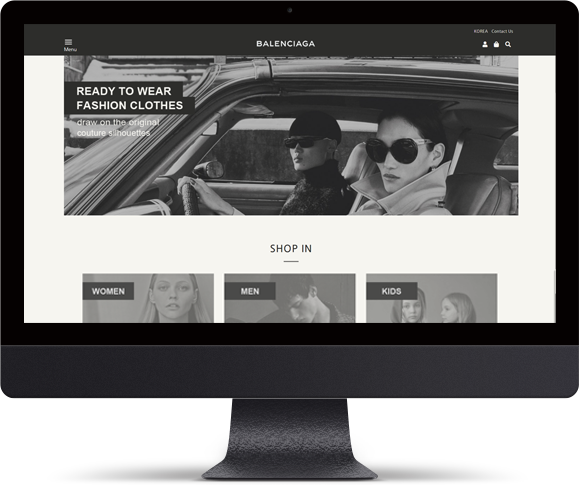 KOREA Contact Us
Menu
BALENCIAGA
READY TO WEAR
FASHION CLOTHES
draw on the original
couture silhouettes
SHOP IN
WOMEN
MEN
KIDS